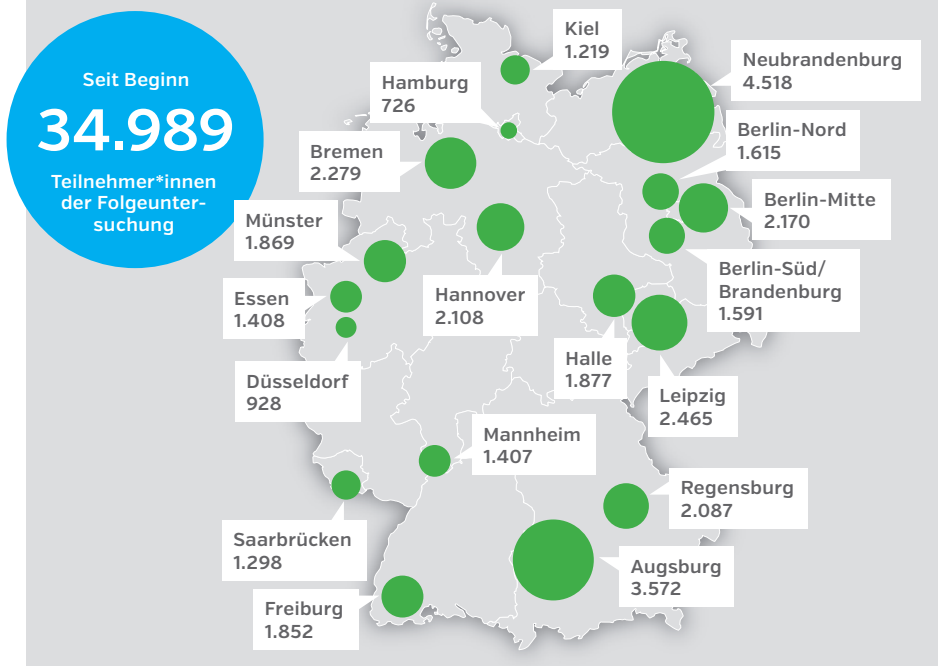 Seit Beginn
34.989
Teilnehmer*innen
der Folgeunter-
suchung
Kiel
1.219
Hamburg
726
Neubrandenburg
4.518
Bremen
2.279
Berlin-Nord
1.615
Berlin-Mitte
2.170
Münster
1.869
Berlin-Süd/
Brandenburg
1.591
Essen
1.408
Hannover
2.108
Düsseldorf
928
Halle
1.877
Leipzig
2.465
Mannheim
1.407
Regensburg
2.087
Saarbrücken
1.298
Augsburg
3.572
Freiburg
1.852